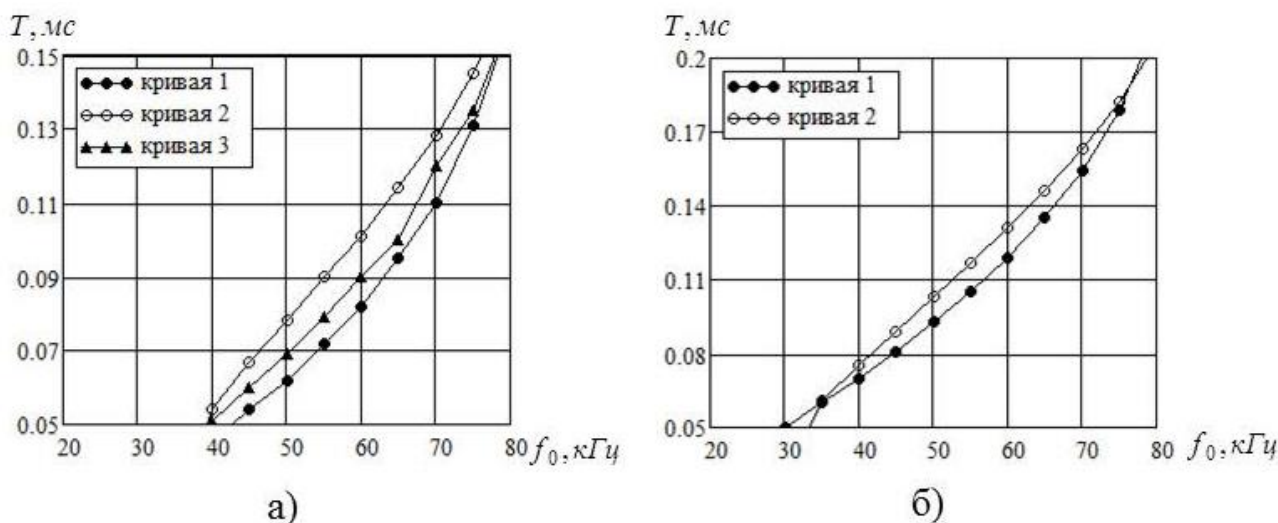 T, мс
0.15
кривая 1
кривая 2
кривая 3
0.13
0.11
0.09
0.07
0.05
20 30 40 50 60 70 80 f0, кГц
а)
T, мс
0.2
кривая 1
кривая 2
0.17
0.14
0.11
0.08
0.05
20 30 40 50 60 70 80 f0, кГц
б)